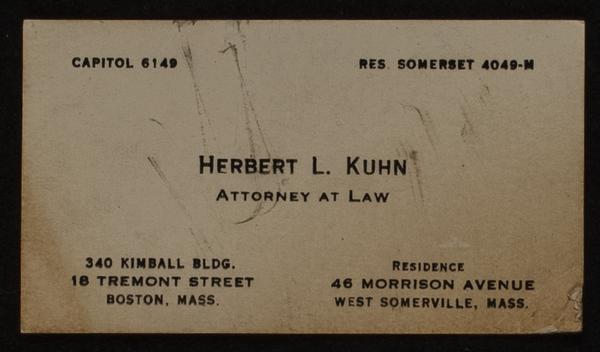 CAPITOL 6149
RES. SOMERSET 4049-M
HERBERT L. KUHN
ATTORNEY AT LAW
340 KIMBALL BLDG.
18 TREMONT STREET
BOSTON, MASS.
RESIDENCE
46 MORRISON AVENUE
WEST SOMERVILLE, MASS.